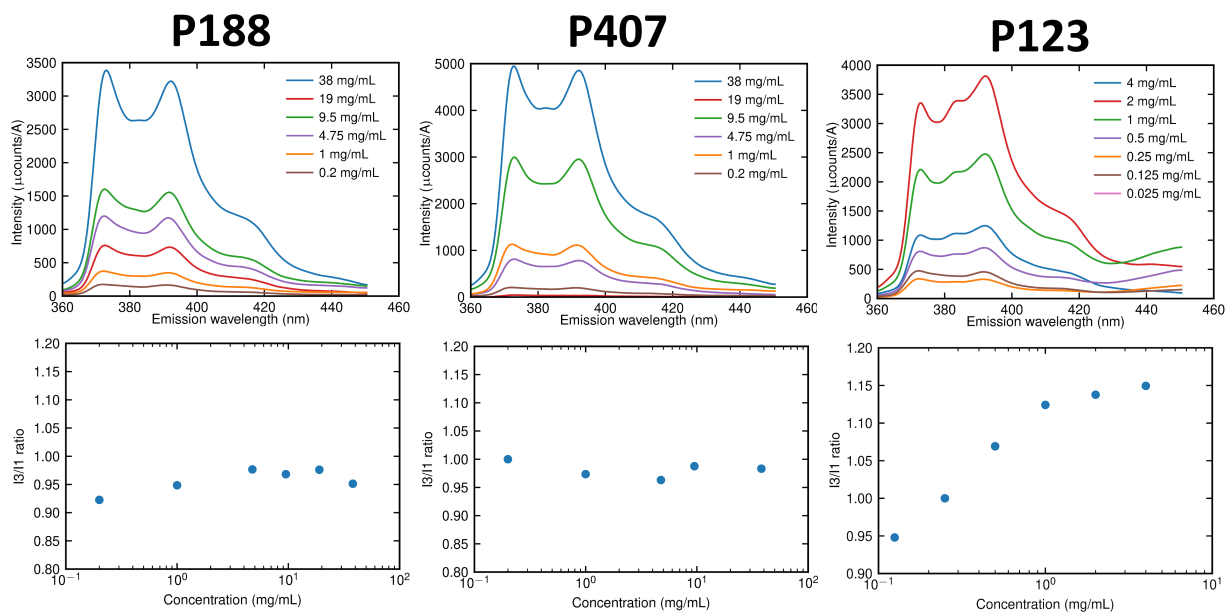 P188
P407
P123
3500
3000
2500
2000
1500
1000
500
0
360
380
400
420
440
460
Intensity (μcounts/A)
Emission wavelength (nm)
38 mg/mL
19 mg/mL
9.5 mg/mL
4.75 mg/mL
1 mg/mL
0.2 mg/mL
5000
4000
3000
2000
1000
0
360
380
400
420
440
460
Intensity (μcounts/A)
Emission wavelength (nm)
38 mg/mL
19 mg/mL
9.5 mg/mL
4.75 mg/mL
1 mg/mL
0.2 mg/mL
4000
3500
3000
2500
2000
1500
1000
500
0
360
380
400
420
440
460
Intensity (μcounts/A)
Emission wavelength (nm)
4 mg/mL
2 mg/mL
1 mg/mL
0.5 mg/mL
0.25 mg/mL
0.125 mg/mL
0.025 mg/mL
1.20
1.15
1.10
1.05
1.00
0.95
0.90
0.85
0.80
10⁻¹
10⁰
10¹
10²
I3/I1 ratio
Concentration (mg/mL)
1.20
1.15
1.10
1.05
1.00
0.95
0.90
0.85
0.80
10⁻¹
10⁰
10¹
10²
I3/I1 ratio
Concentration (mg/mL)
1.20
1.15
1.10
1.05
1.00
0.95
0.90
10⁻¹
10⁰
10¹
I3/I1 ratio
Concentration (mg/mL)